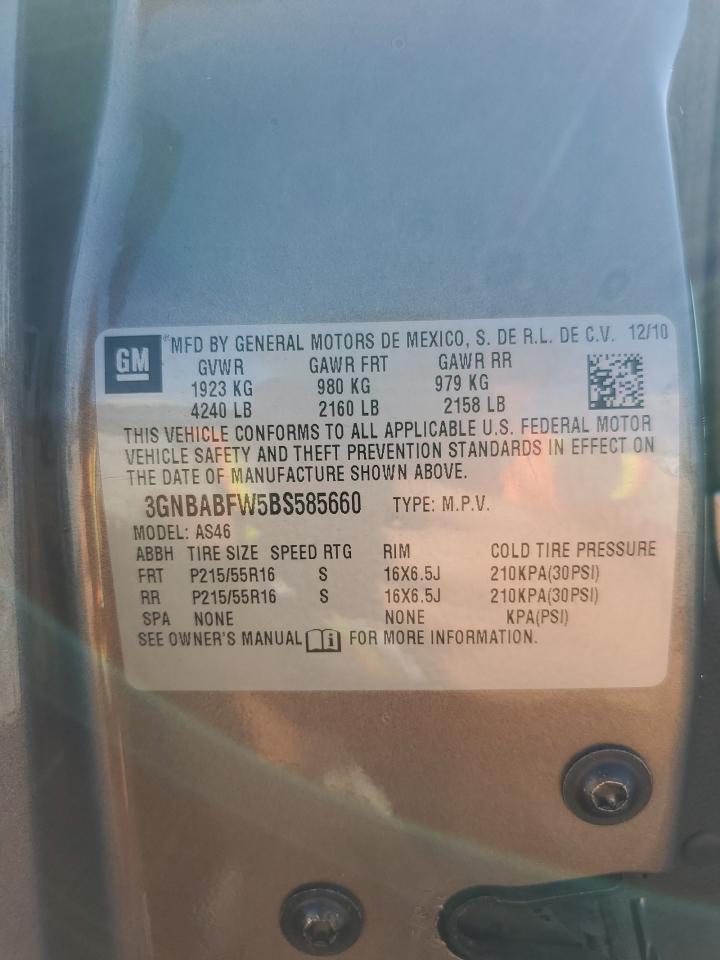 GM ®MFD BY GENERAL MOTORS DE MEXICO, S. DE R.L. DE C.V. 12/10
GVWR GAWR FRT GAWR RR
1923 KG 980 KG 979 KG
4240 LB 2160 LB 2158 LB
THIS VEHICLE CONFORMS TO ALL APPLICABLE U.S. FEDERAL MOTOR
VEHICLE SAFETY AND THEFT PREVENTION STANDARDS IN EFFECT ON
THE DATE OF MANUFACTURE SHOWN ABOVE.
3GNBABFW5BS585660 TYPE: M.P.V.
MODEL: AS46
ABBH TIRE SIZE SPEED RTG RIM COLD TIRE PRESSURE
FRT P215/55R16 S 16X6.5J 210KPA(30PSI)
RR P215/55R16 S 16X6.5J 210KPA(30PSI)
SPA NONE NONE KPA(PSI)
SEE OWNER'S MANUAL i FOR MORE INFORMATION.